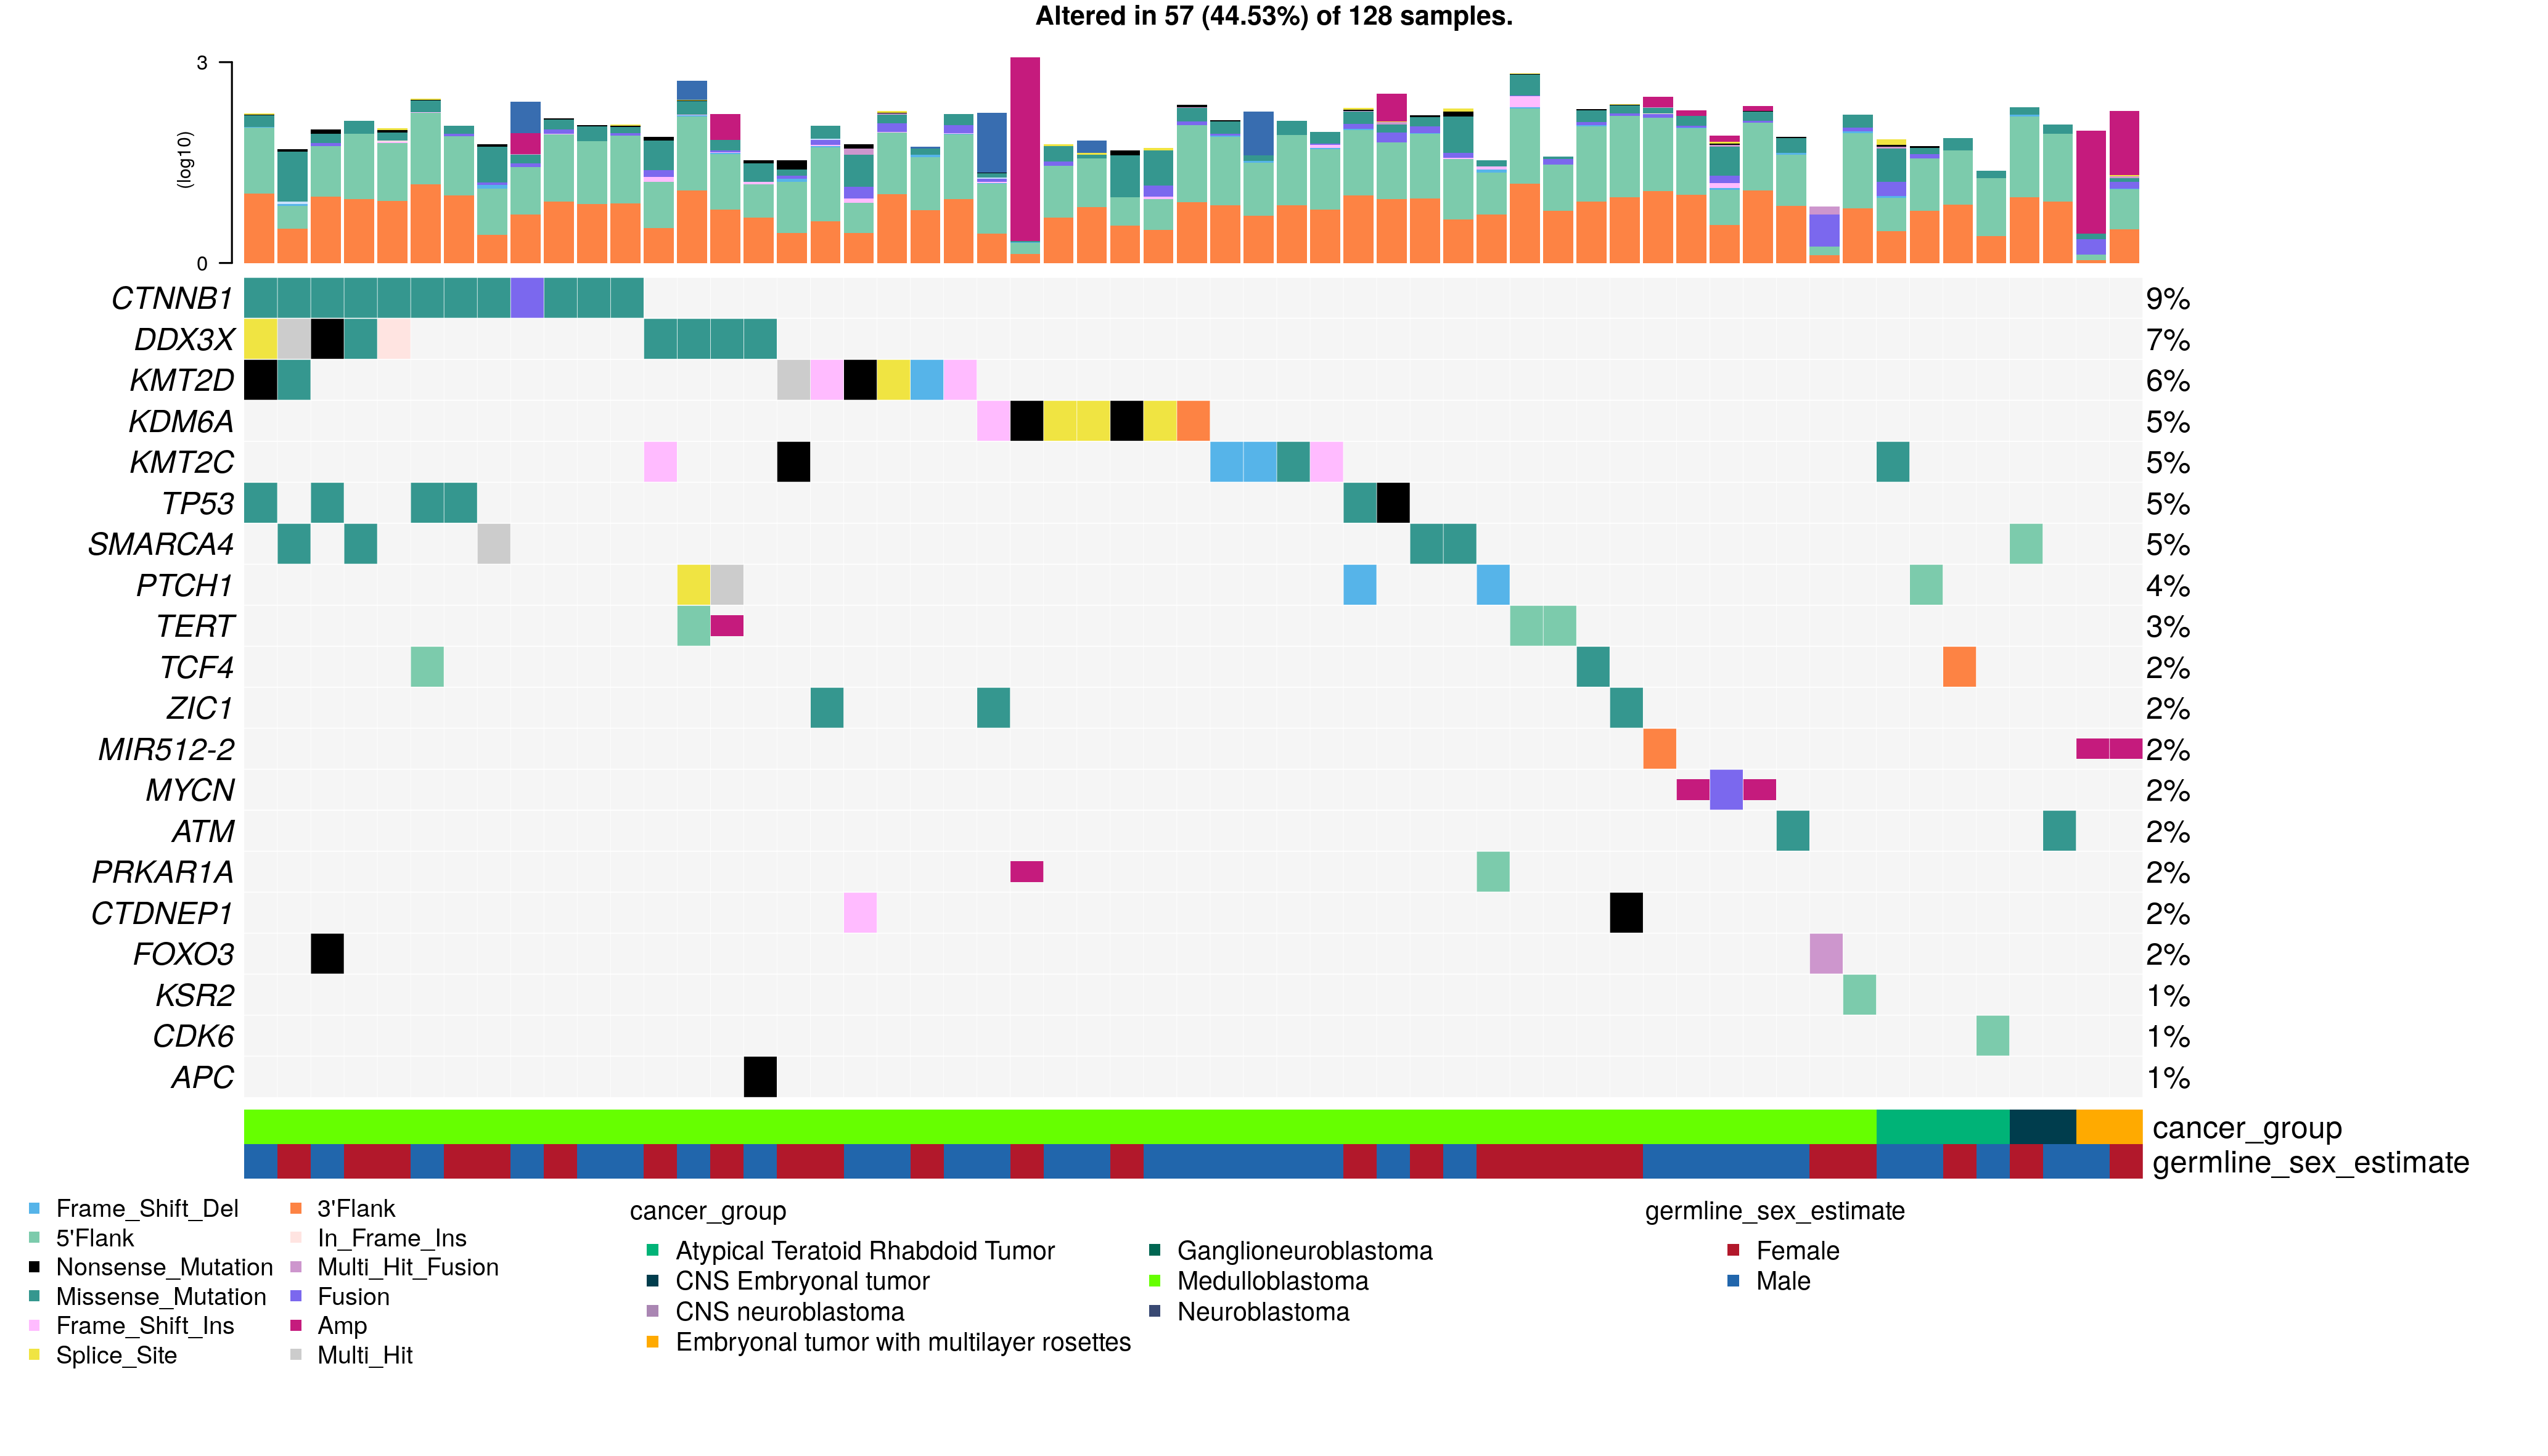 Altered in 57 (44.53%) of 128 samples.
3
(log10)
0
CTNNB1 9%
DDX3X 7%
KMT2D 6%
KDM6A 5%
KMT2C 5%
TP53 5%
SMARCA4 5%
PTCH1 4%
TERT 3%
TCF4 2%
ZIC1 2%
MIR512-2 2%
MYCN 2%
ATM 2%
PRKAR1A 2%
CTDNEP1 2%
FOXO3 2%
KSR2 1%
CDK6 1%
APC 1%
cancer_group
germline_sex_estimate
Frame_Shift_Del
5'Flank
Nonsense_Mutation
Missense_Mutation
Frame_Shift_Ins
Splice_Site
3'Flank
In_Frame_Ins
Multi_Hit_Fusion
Fusion
Amp
Multi_Hit
cancer_group
Atypical Teratoid Rhabdoid Tumor
CNS Embryonal tumor
CNS neuroblastoma
Embryonal tumor with multilayer rosettes
Ganglioneuroblastoma
Medulloblastoma
Neuroblastoma
germline_sex_estimate
Female
Male